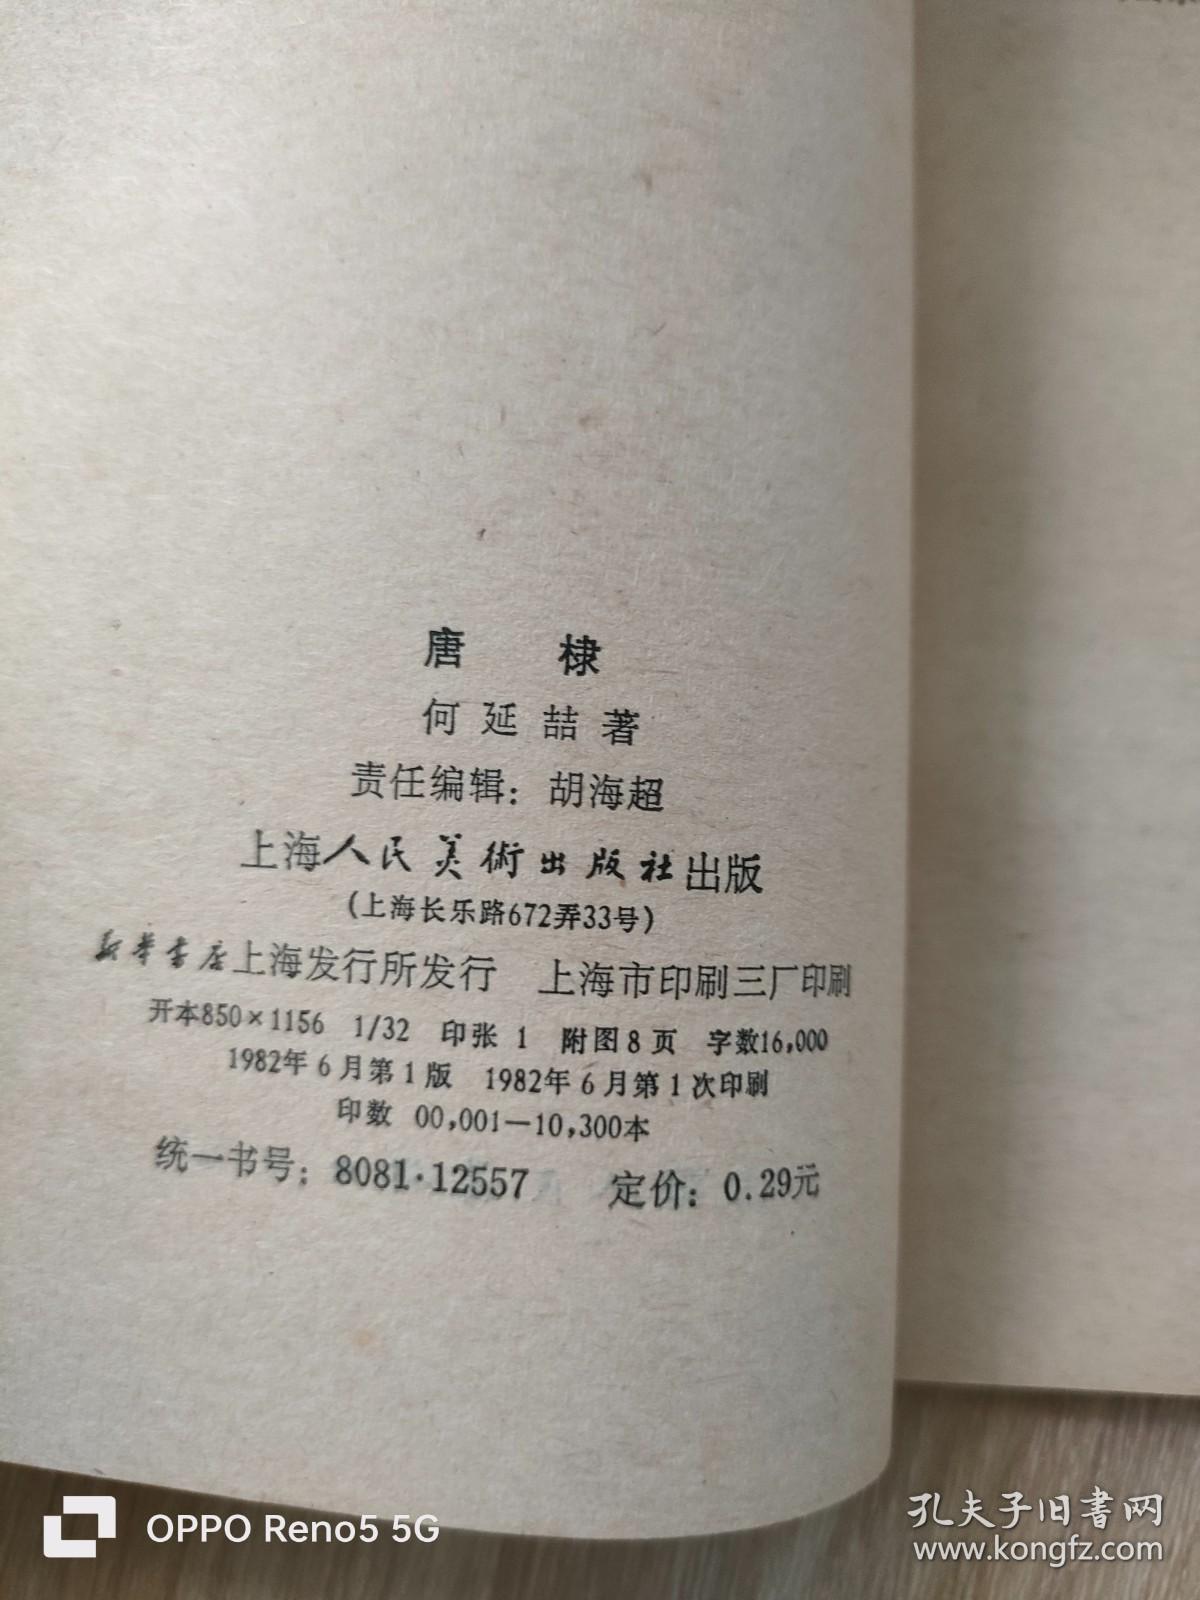 唐 棣
何延喆著
责任编辑：胡海超
上海人民美術出版社出版
(上海长乐路672弄33号)
新华书店上海发行所发行 上海市印刷三厂印刷
开本850×1156 1/32 印张 1 附图8页 字数16,000
1982年6月第1版 1982年6月第1次印刷
印数 00,001—10,300本
统一书号：8081·12557 定价：0.29元
OPPO Reno5 5G
孔夫子旧书网
www.kongfz.com